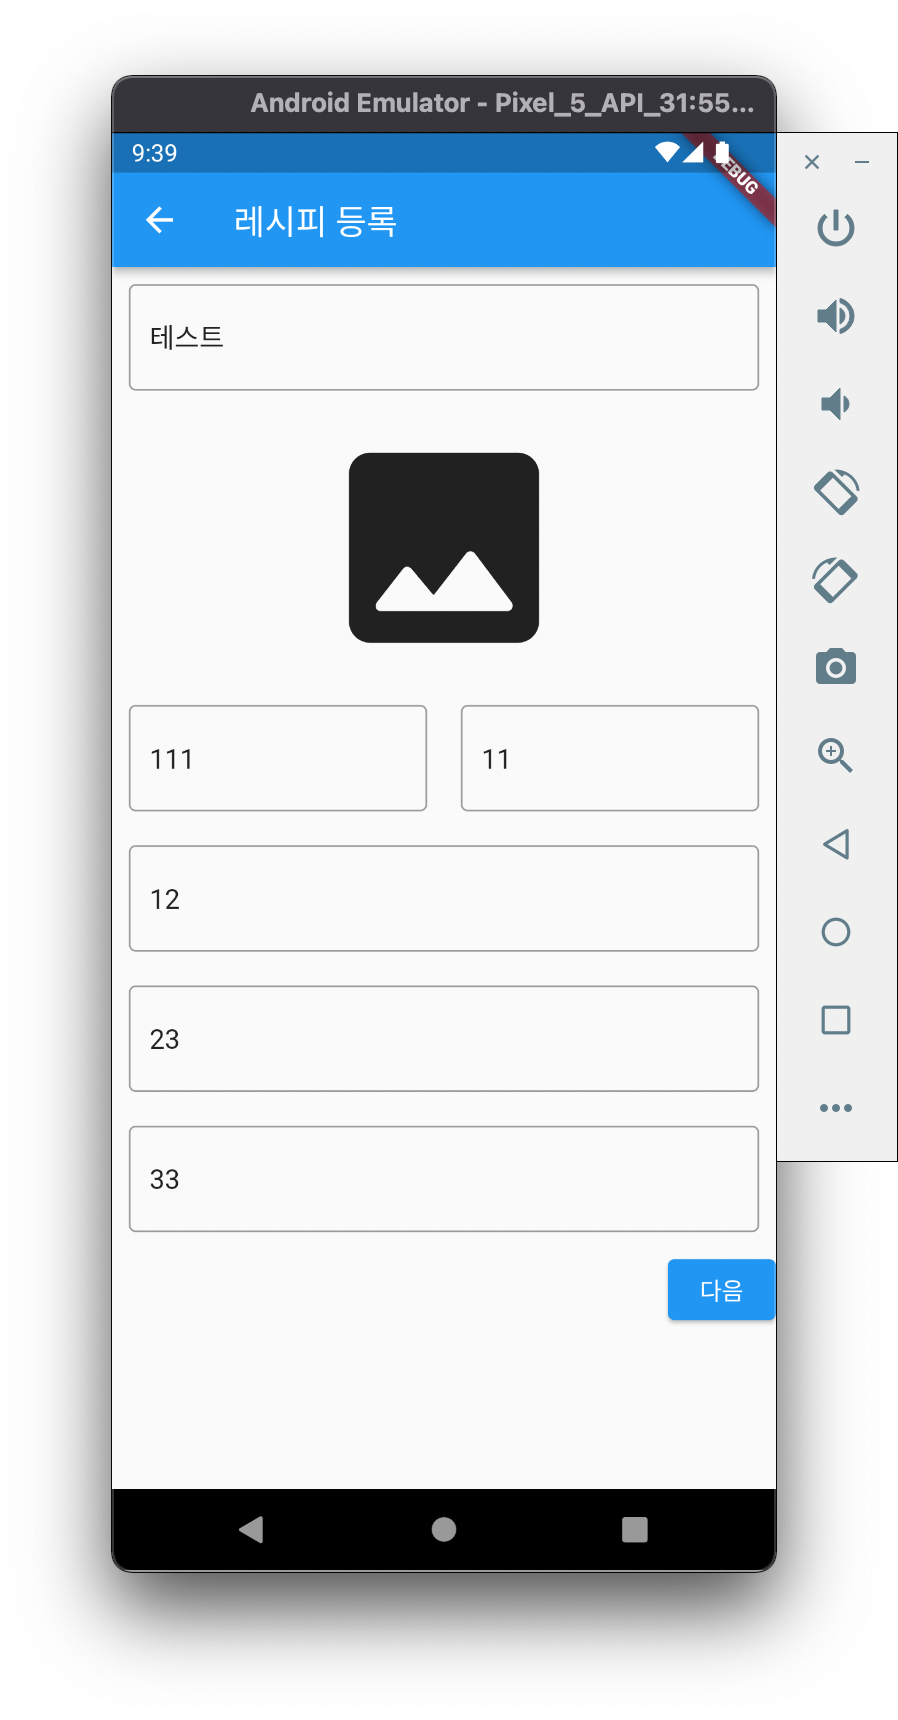 Android Emulator - Pixel_5_API_31:55...
9:39
DEBUG
레시피 등록
테스트
111
11
12
23
33
다음